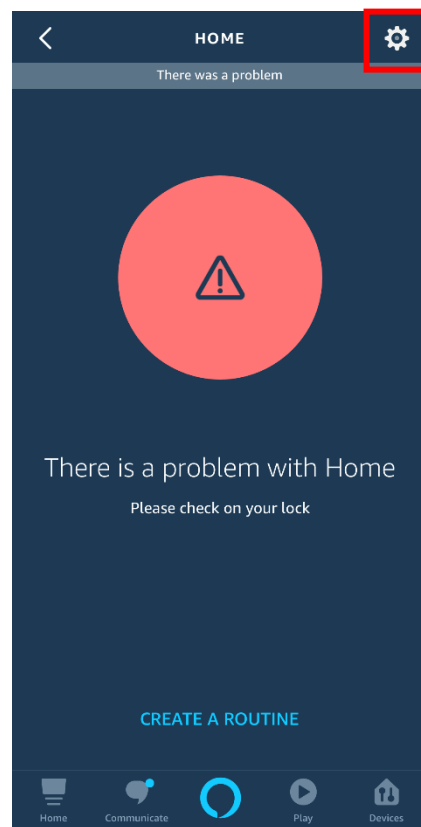 HOME
There was a problem
There is a problem with Home
Please check on your lock
CREATE A ROUTINE
Home Communicate Play Devices